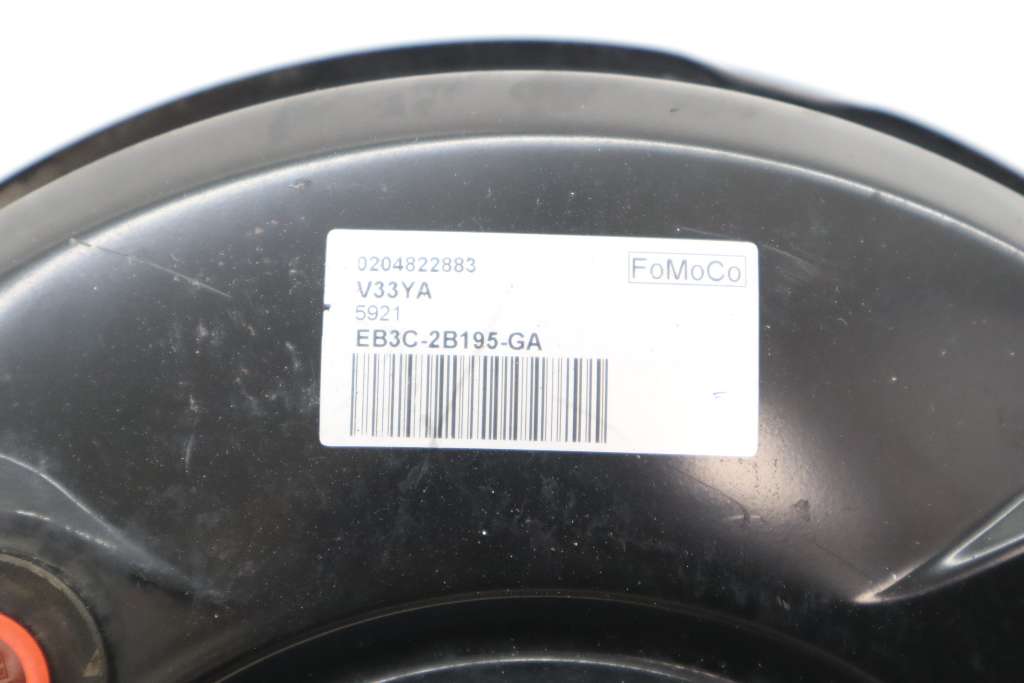 0204822883
FoMoCo
V33YA
5921
EB3C-2B195-GA